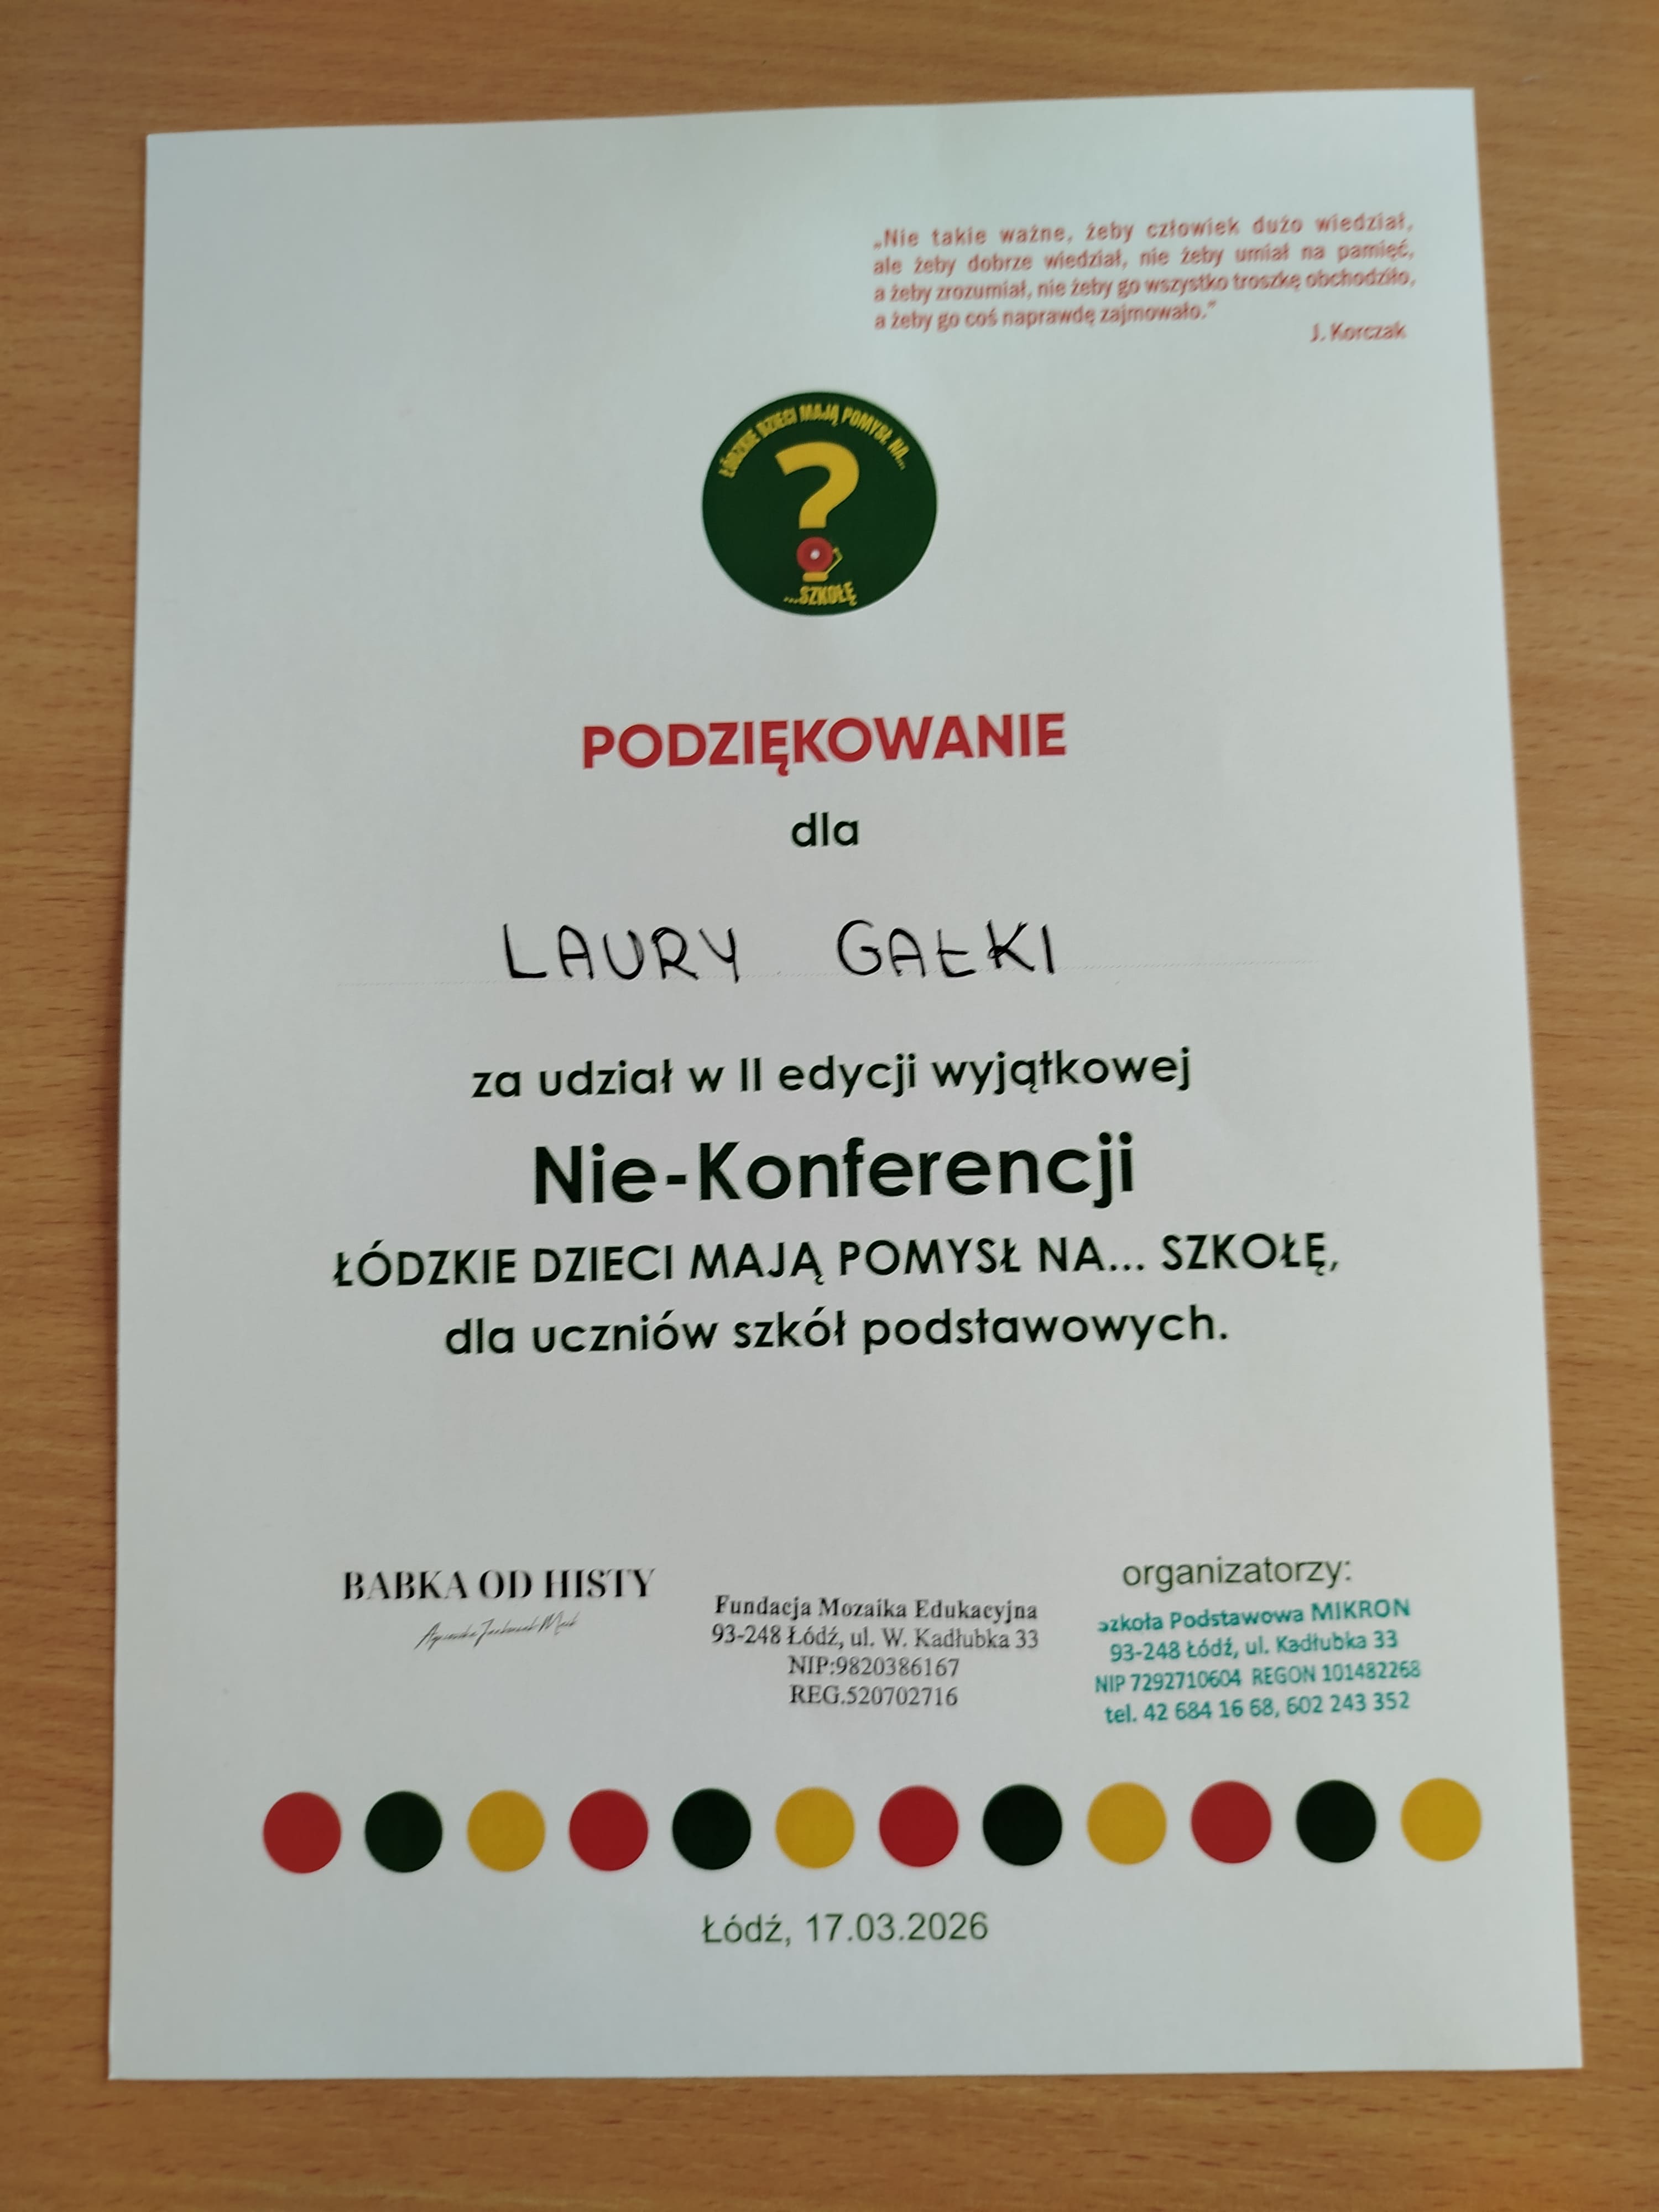 „Nie takie ważne, żeby człowiek dużo wiedział,
ale żeby dobrze wiedział, nie żeby umiał na pamięć,
a żeby zrozumiał, nie żeby go wszystko troszkę obchodziło,
a żeby go coś naprawdę zajmowało.”
J. Korczak
ŁÓDZKIE DZIECI MAJĄ POMYSŁ NA...
?
...SZKOŁĘ
PODZIĘKOWANIE
dla
LAURY GAŁKI
za udział w II edycji wyjątkowej
Nie-Konferencji
ŁÓDZKIE DZIECI MAJĄ POMYSŁ NA... SZKOŁĘ,
dla uczniów szkół podstawowych.
BABKA OD HISTY
Fundacja Mozaika Edukacyjna
93-248 Łódź, ul. W. Kadłubka 33
NIP:9820386167
REG.520702716
organizatorzy:
Szkoła Podstawowa MIKRON
93-248 Łódź, ul. Kadłubka 33
NIP 7292710604 REGON 101482268
tel. 42 684 16 68, 602 243 352
Łódź, 17.03.2026